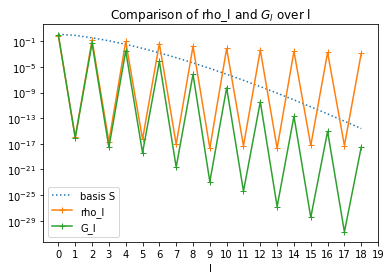 Comparison of rho_l and G_l over l
10^-1
10^-5
10^-9
10^-13
10^-17
10^-21
10^-25
10^-29
basis S
rho_l
G_l
0 1 2 3 4 5 6 7 8 9 10 11 12 13 14 15 16 17 18 19
l